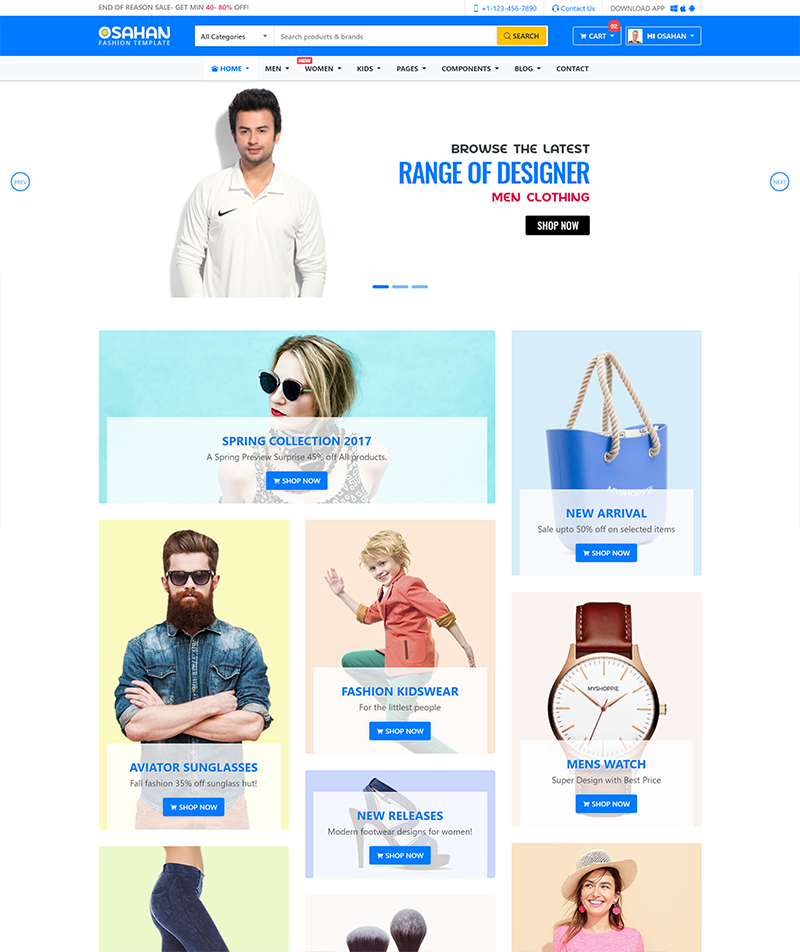 END OF REASON SALE- GET MIN 40- 80% OFF!
+1-123-456-7890
Contact Us
DOWNLOAD APP
OSAHAN
FASHION TEMPLATE
All Categories
Search products & brands
SEARCH
CART
02
HI OSAHAN
HOME
MEN
NEW
WOMEN
KIDS
PAGES
COMPONENTS
BLOG
CONTACT
BROWSE THE LATEST
RANGE OF DESIGNER
MEN CLOTHING
SHOP NOW
PREV
NEXT
SPRING COLLECTION 2017
A Spring Preview Surprise 45% off All products.
SHOP NOW
MYSHOPPIE
NEW ARRIVAL
Sale upto 50% off on selected items
SHOP NOW
AVIATOR SUNGLASSES
Fall fashion 35% off sunglass hut!
SHOP NOW
FASHION KIDSWEAR
For the littlest people
SHOP NOW
MYSHOPPIE
MENS WATCH
Super Design with Best Price
SHOP NOW
NEW RELEASES
Modern footwear designs for women!
SHOP NOW